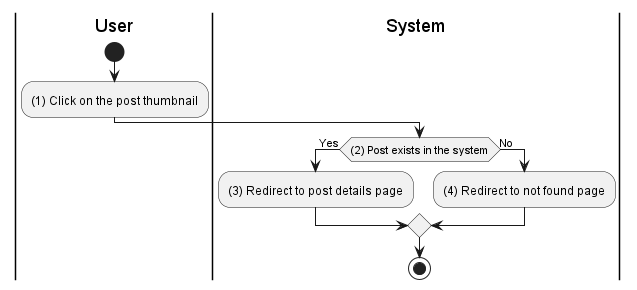 User
System
(1) Click on the post thumbnail
Yes
(2) Post exists in the system
No
(3) Redirect to post details page
(4) Redirect to not found page